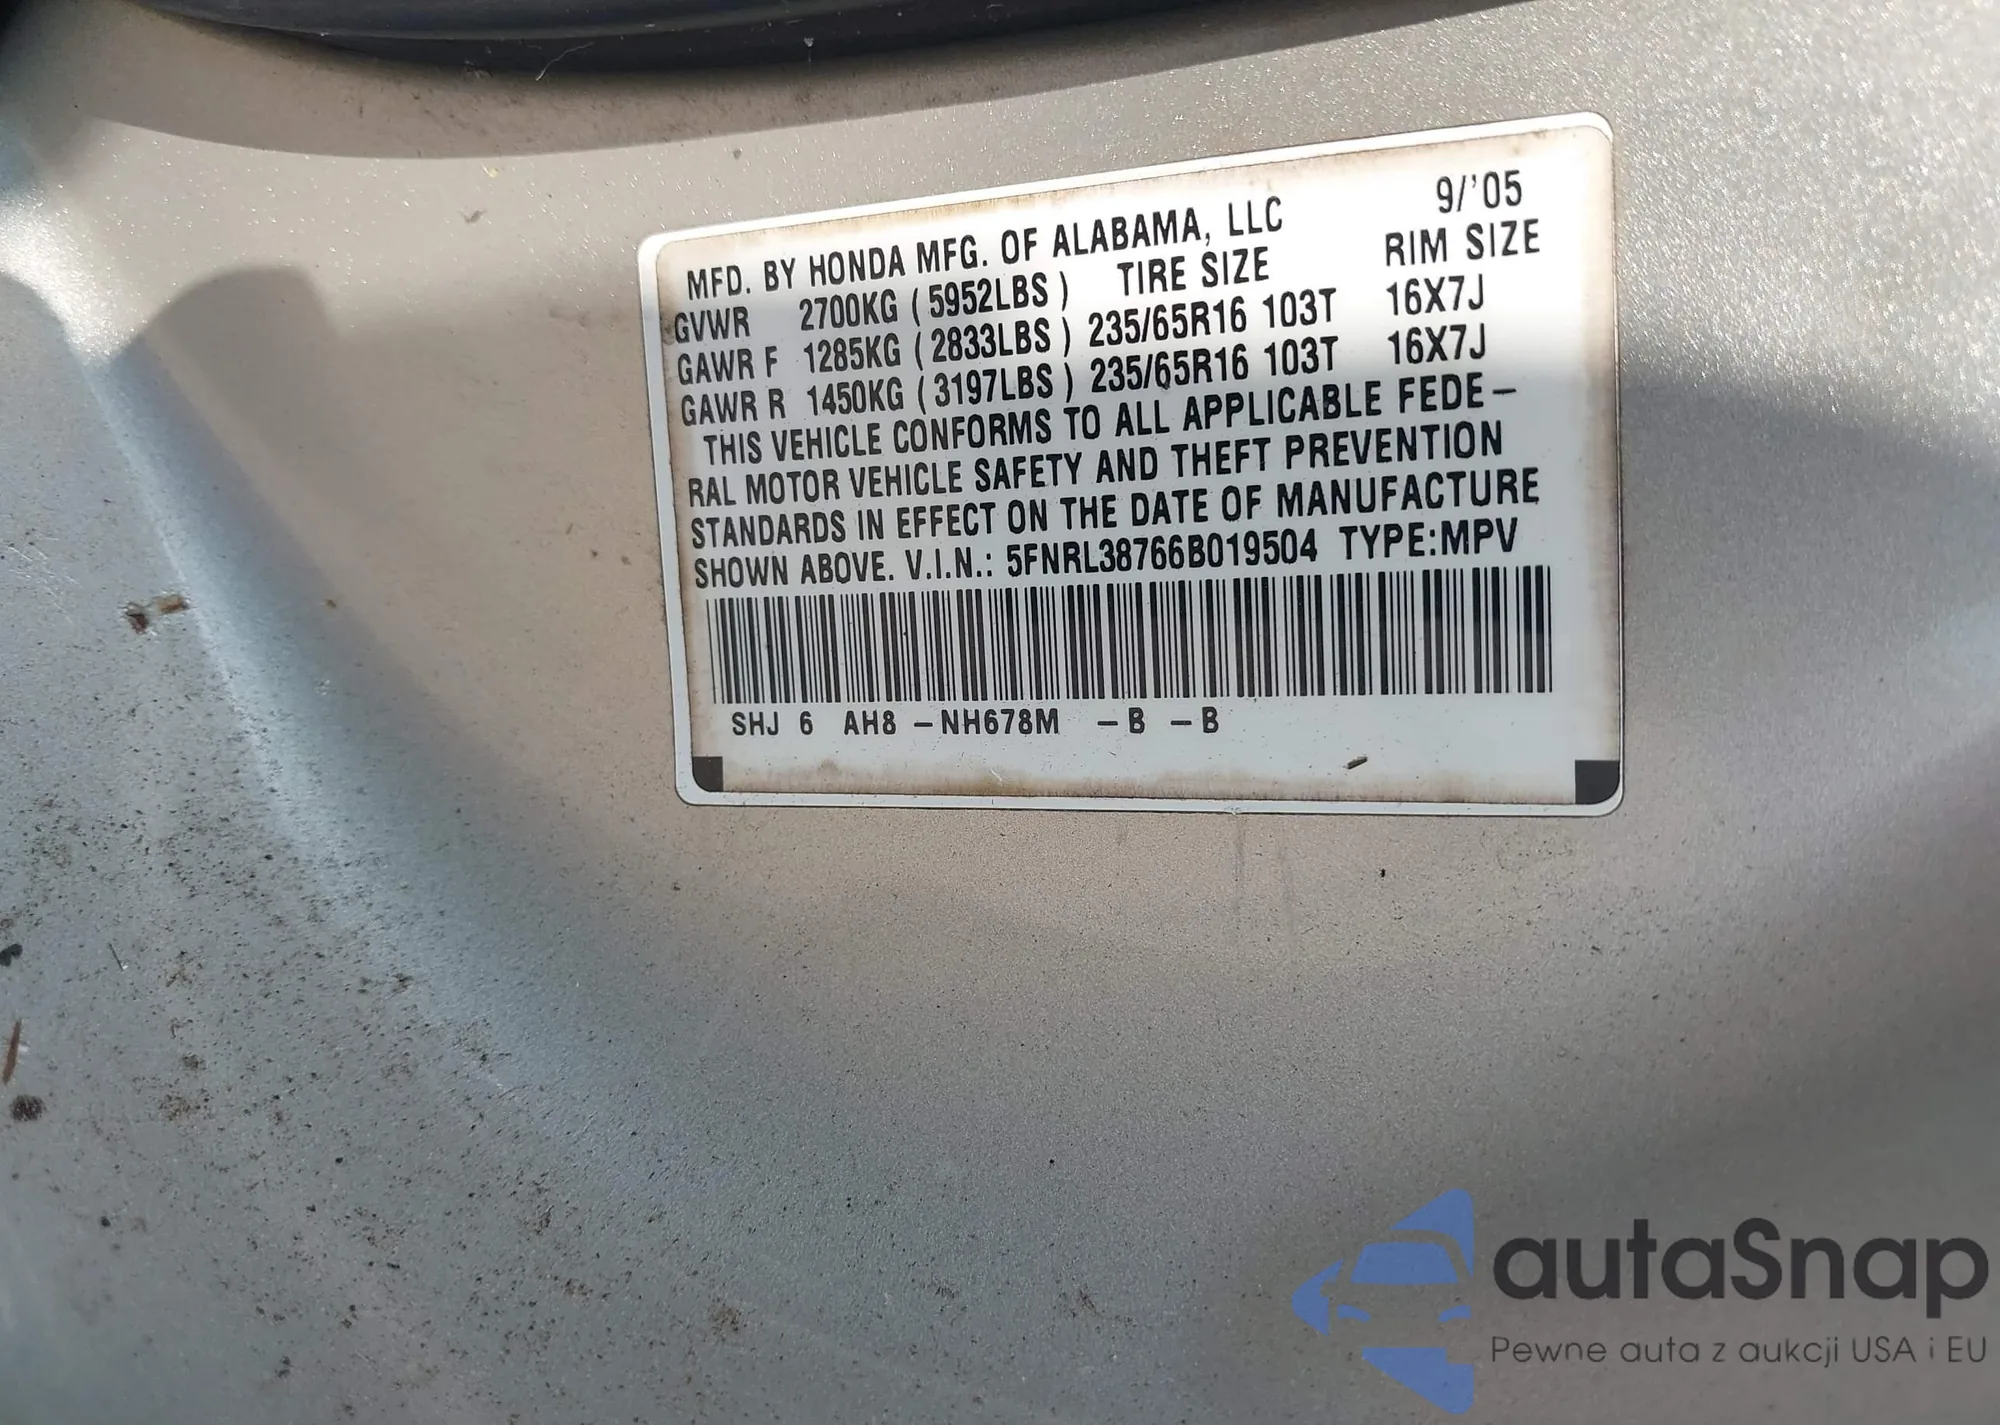 MFD. BY HONDA MFG. OF ALABAMA, LLC 9/'05
GVWR 2700KG ( 5952LBS ) TIRE SIZE RIM SIZE
GAWR F 1285KG ( 2833LBS ) 235/65R16 103T 16X7J
GAWR R 1450KG ( 3197LBS ) 235/65R16 103T 16X7J
THIS VEHICLE CONFORMS TO ALL APPLICABLE FEDE-
RAL MOTOR VEHICLE SAFETY AND THEFT PREVENTION
STANDARDS IN EFFECT ON THE DATE OF MANUFACTURE
SHOWN ABOVE. V.I.N.: 5FNRL38766B019504 TYPE:MPV
SHJ 6 AH8 -NH678M -B -B
autaSnap
Pewne auta z aukcji USA i EU